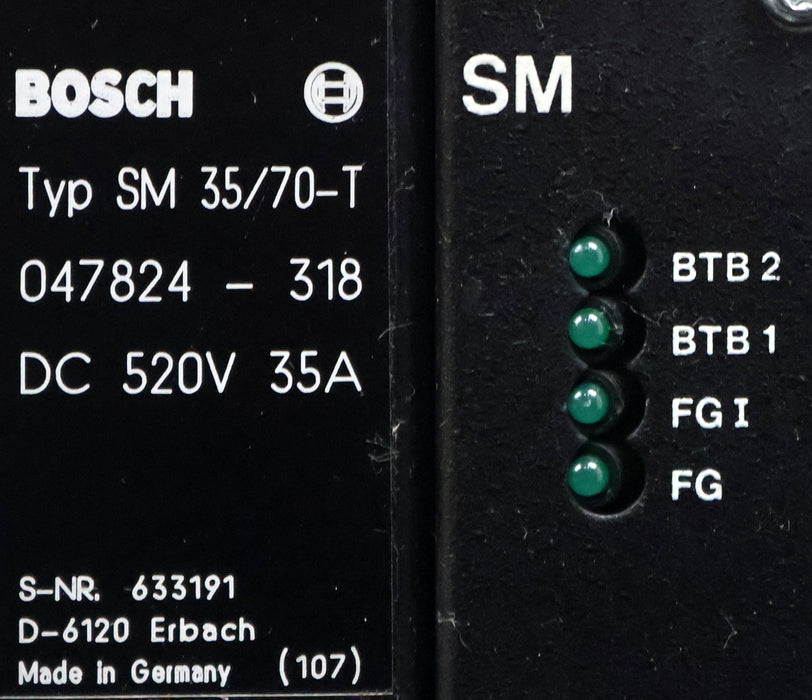 BOSCH
Typ SM 35/70-T
047824 - 318
DC 520V 35A
S-NR. 633191
D-6120 Erbach
Made in Germany (107)
SM
BTB 2
BTB 1
FG I
FG